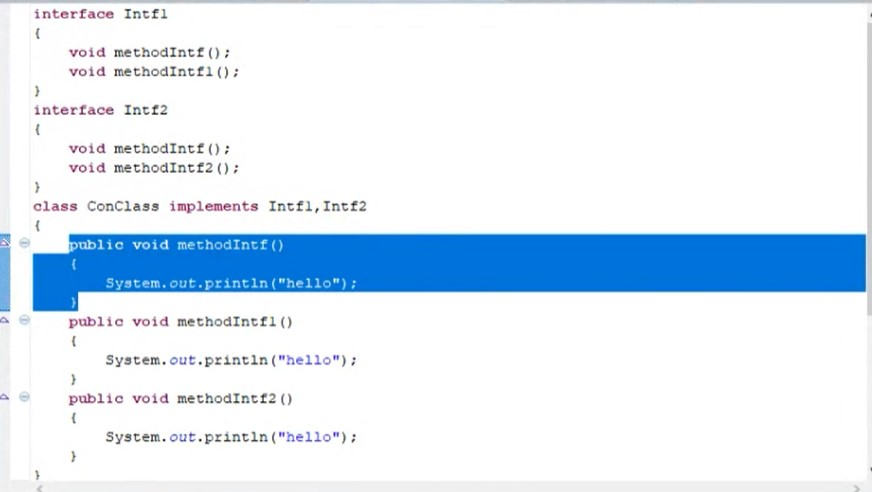 interface Intf1
{
    void methodIntf();
    void methodIntf1();
}
interface Intf2
{
    void methodIntf();
    void methodIntf2();
}
class ConClass implements Intf1,Intf2
{
    public void methodIntf()
    {
        System.out.println("hello");
    }
    public void methodIntf1()
    {
        System.out.println("hello");
    }
    public void methodIntf2()
    {
        System.out.println("hello");
    }
}